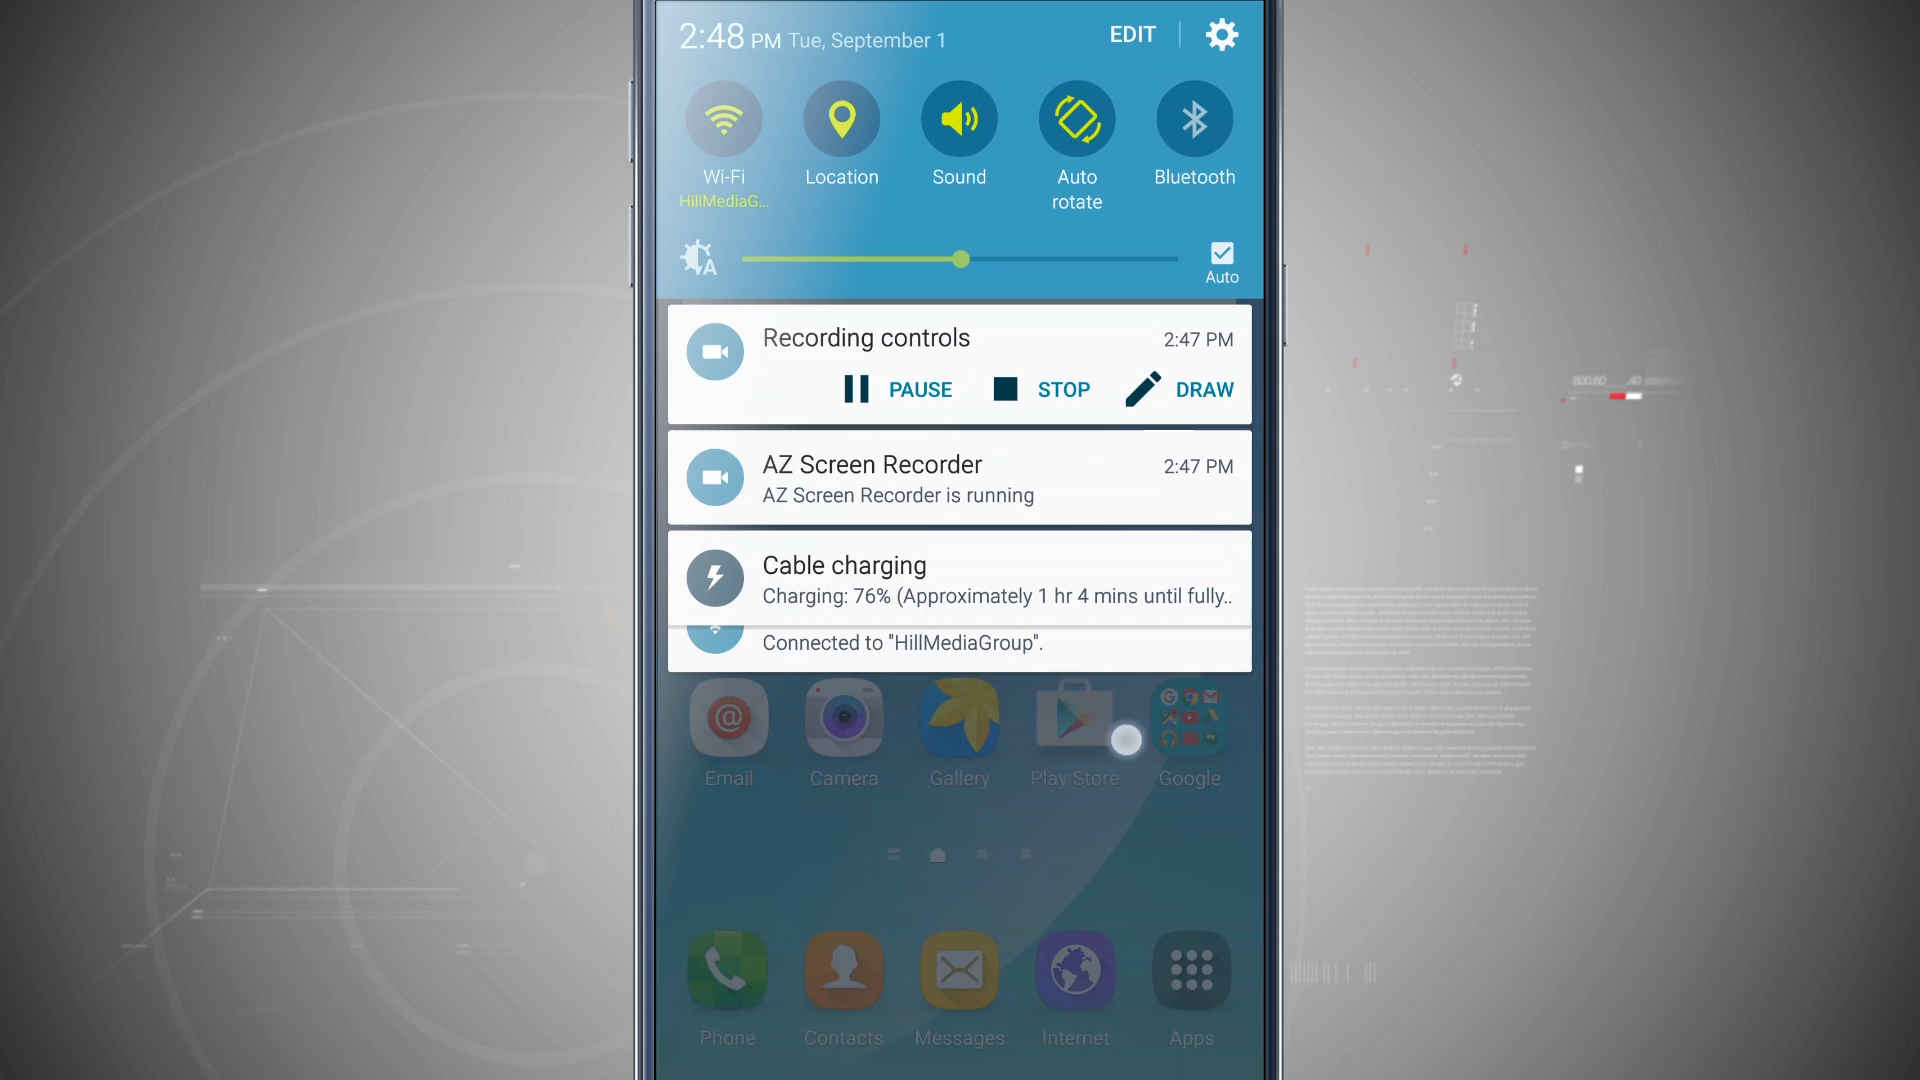 2:48 PM Tue, September 1 EDIT
Wi-Fi Location Sound Auto rotate Bluetooth
HillMediaG...
A
Auto
Recording controls 2:47 PM
PAUSE STOP DRAW
AZ Screen Recorder 2:47 PM
AZ Screen Recorder is running
Cable charging
Charging: 76% (Approximately 1 hr 4 mins until fully..
Connected to "HillMediaGroup".
Email Camera Gallery Play Store Google
Phone Contacts Messages Internet Apps